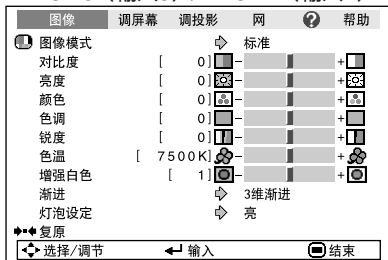 图像 调屏幕 调投影 网 ? 帮助
图像模式 标准
对比度 [ 0] - +
亮度 [ 0] - +
颜色 [ 0] - +
色调 [ 0] - +
锐度 [ 0] - +
色温 [ 7500K] - +
增强白色 [ 1] - +
渐进 3维渐进
灯泡设定 亮
复原
选择/调节 输入 结束